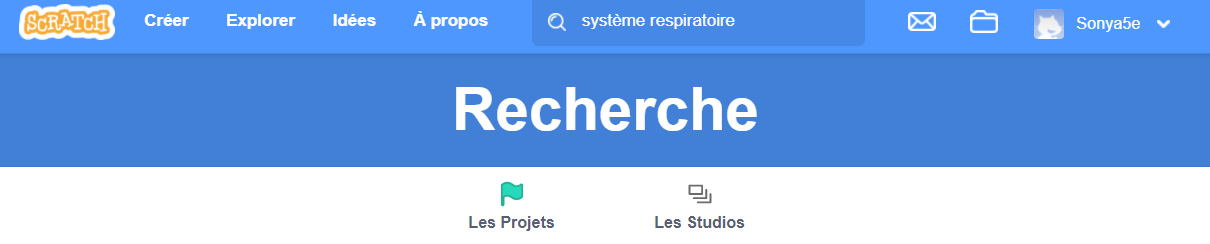 SCRATCH Créer Explorer Idées À propos système respiratoire Sonya5e
Recherche
Les Projets Les Studios